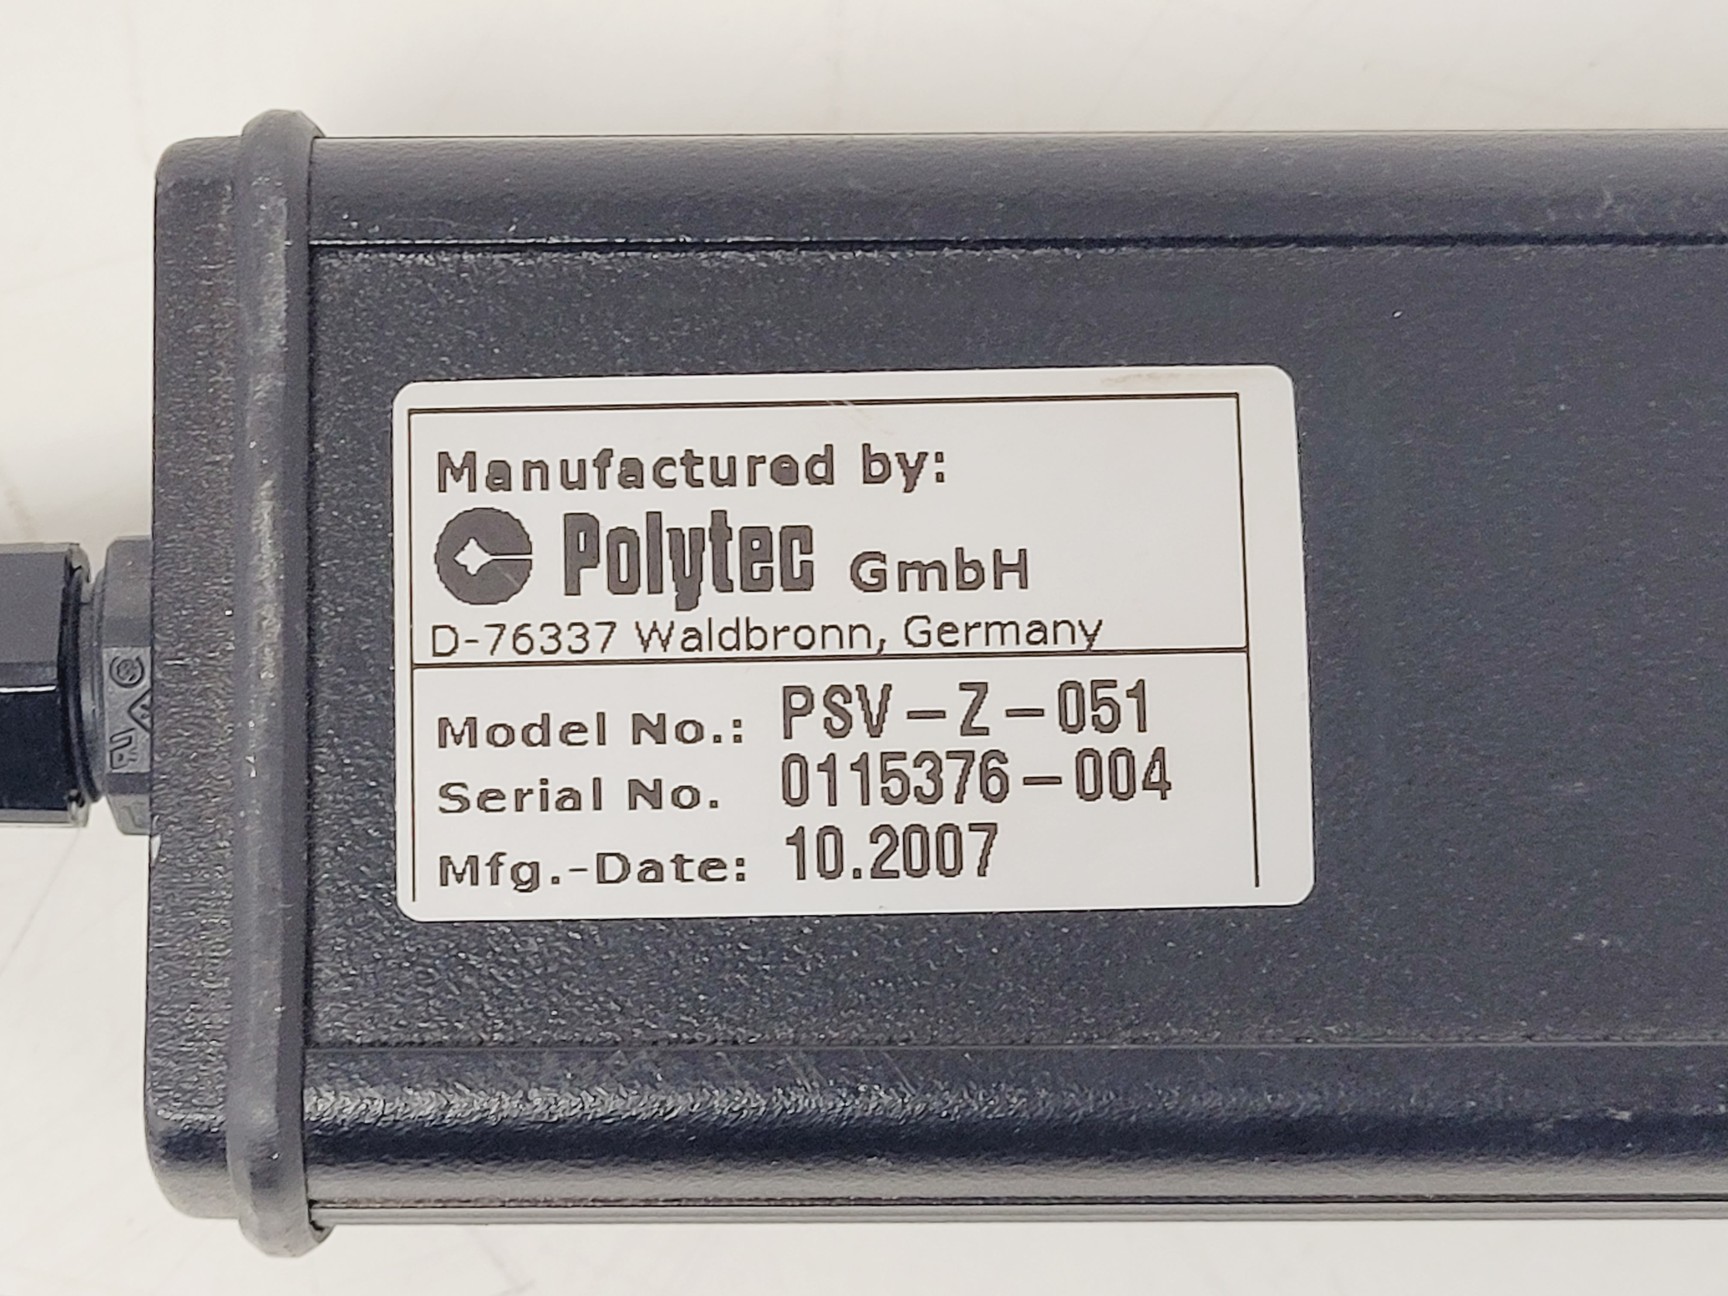 Manufactured by:
Polytec GmbH
D-76337 Waldbronn, Germany
Model No.: PSV-Z-051
Serial No. 0115376-004
Mfg.-Date: 10.2007